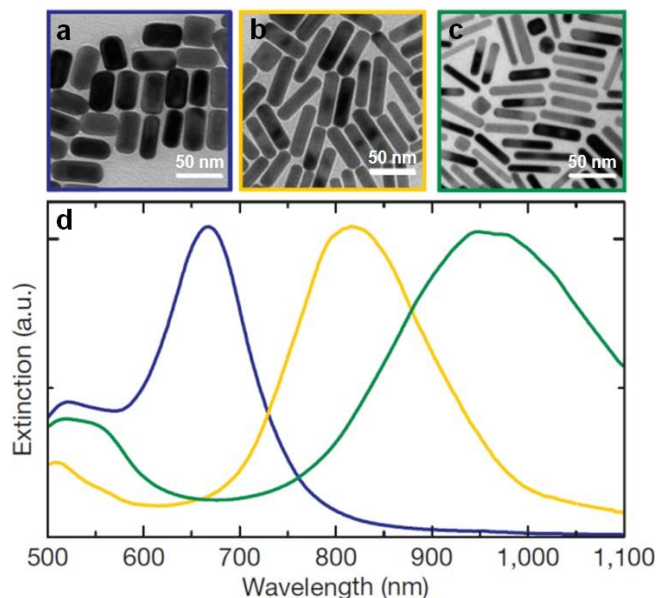 a b c
50 nm 50 nm 50 nm
d
Extinction (a.u.)
500 600 700 800 900 1,000 1,100
Wavelength (nm)